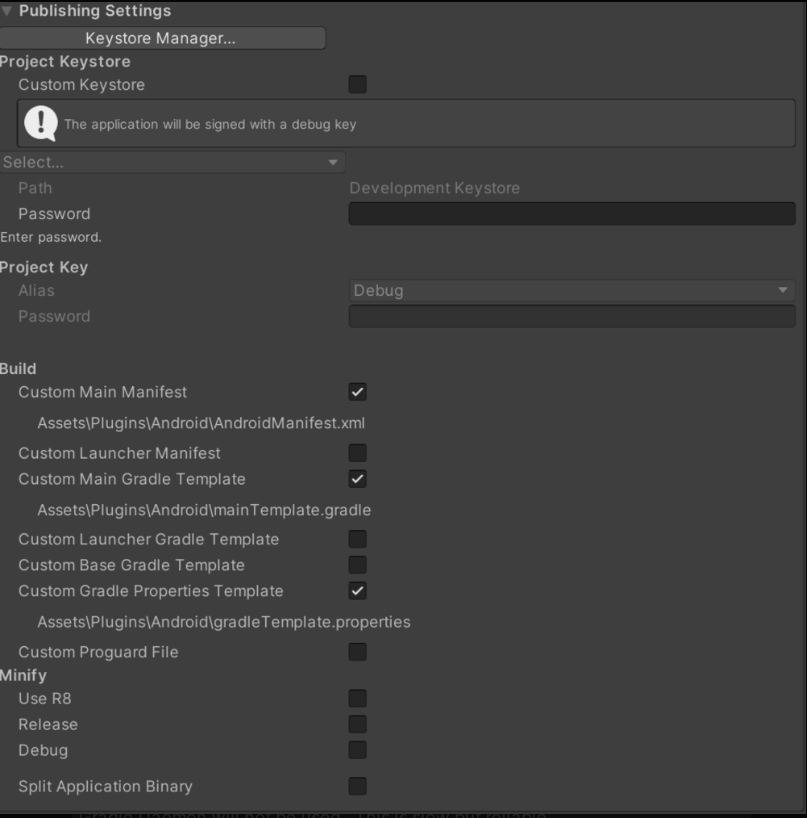 Publishing Settings
Keystore Manager...
Project Keystore
Custom Keystore
The application will be signed with a debug key
Select...
Path Development Keystore
Password
Enter password.
Project Key
Alias Debug
Password
Build
Custom Main Manifest
Assets\Plugins\Android\AndroidManifest.xml
Custom Launcher Manifest
Custom Main Gradle Template
Assets\Plugins\Android\mainTemplate.gradle
Custom Launcher Gradle Template
Custom Base Gradle Template
Custom Gradle Properties Template
Assets\Plugins\Android\gradleTemplate.properties
Custom Proguard File
Minify
Use R8
Release
Debug
Split Application Binary